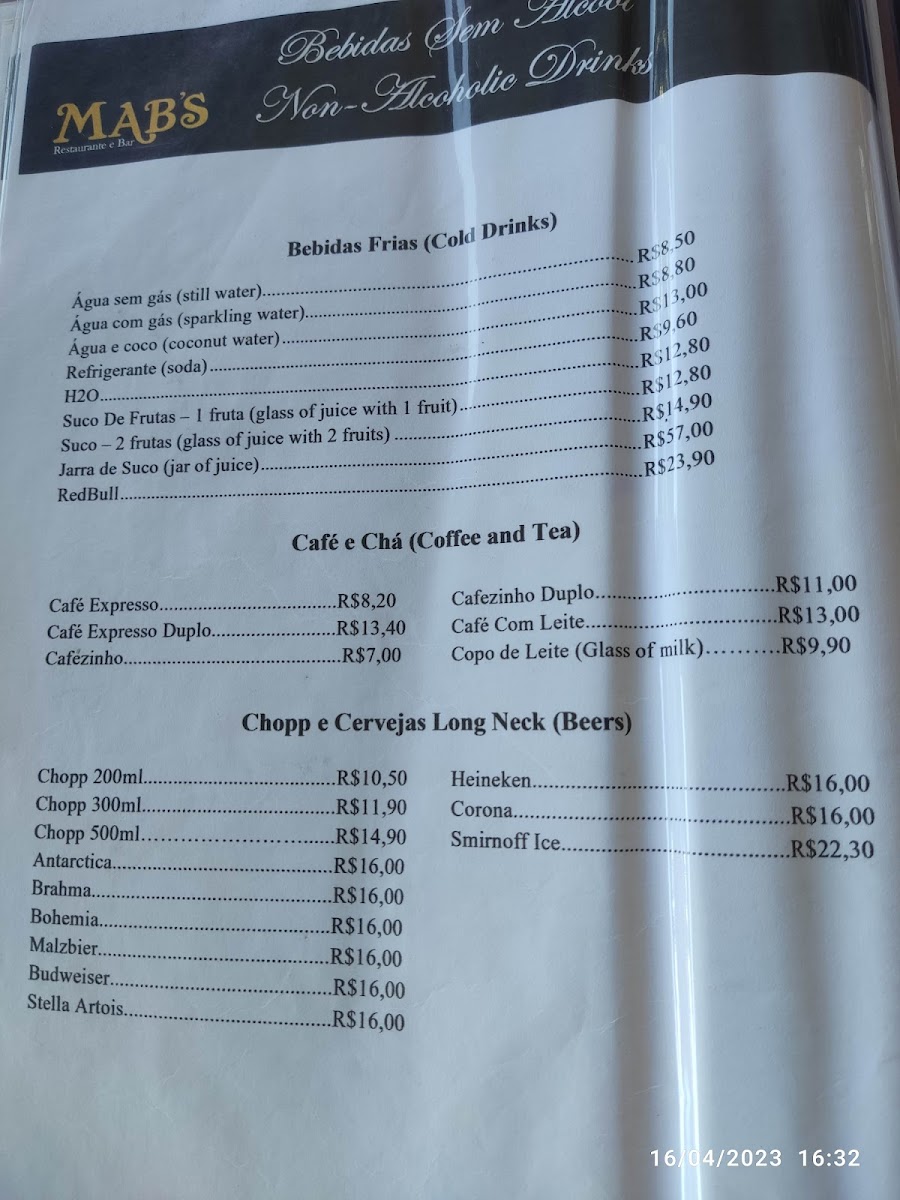 Bebidas Sem Álcool
Non-Alcoholic Drinks
MAB'S
Restaurante e Bar
Bebidas Frias (Cold Drinks)
Água sem gás (still water)........R$8,50
Água com gás (sparkling water)........R$8,80
Água e coco (coconut water)........R$13,00
Refrigerante (soda)........R$9,60
H2O........R$12,80
Suco De Frutas – 1 fruta (glass of juice with 1 fruit)........R$12,80
Suco – 2 frutas (glass of juice with 2 fruits)........R$14,90
Jarra de Suco (jar of juice)........R$57,00
RedBull........R$23,90
Café e Chá (Coffee and Tea)
Café Expresso........R$8,20
Café Expresso Duplo........R$13,40
Cafezinho........R$7,00
Cafezinho Duplo........R$11,00
Café Com Leite........R$13,00
Copo de Leite (Glass of milk)........R$9,90
Chopp e Cervejas Long Neck (Beers)
Chopp 200ml........R$10,50
Chopp 300ml........R$11,90
Chopp 500ml........R$14,90
Antarctica........R$16,00
Brahma........R$16,00
Bohemia........R$16,00
Malzbier........R$16,00
Budweiser........R$16,00
Stella Artois........R$16,00
Heineken........R$16,00
Corona........R$16,00
Smirnoff Ice........R$22,30
16/04/2023 16:32